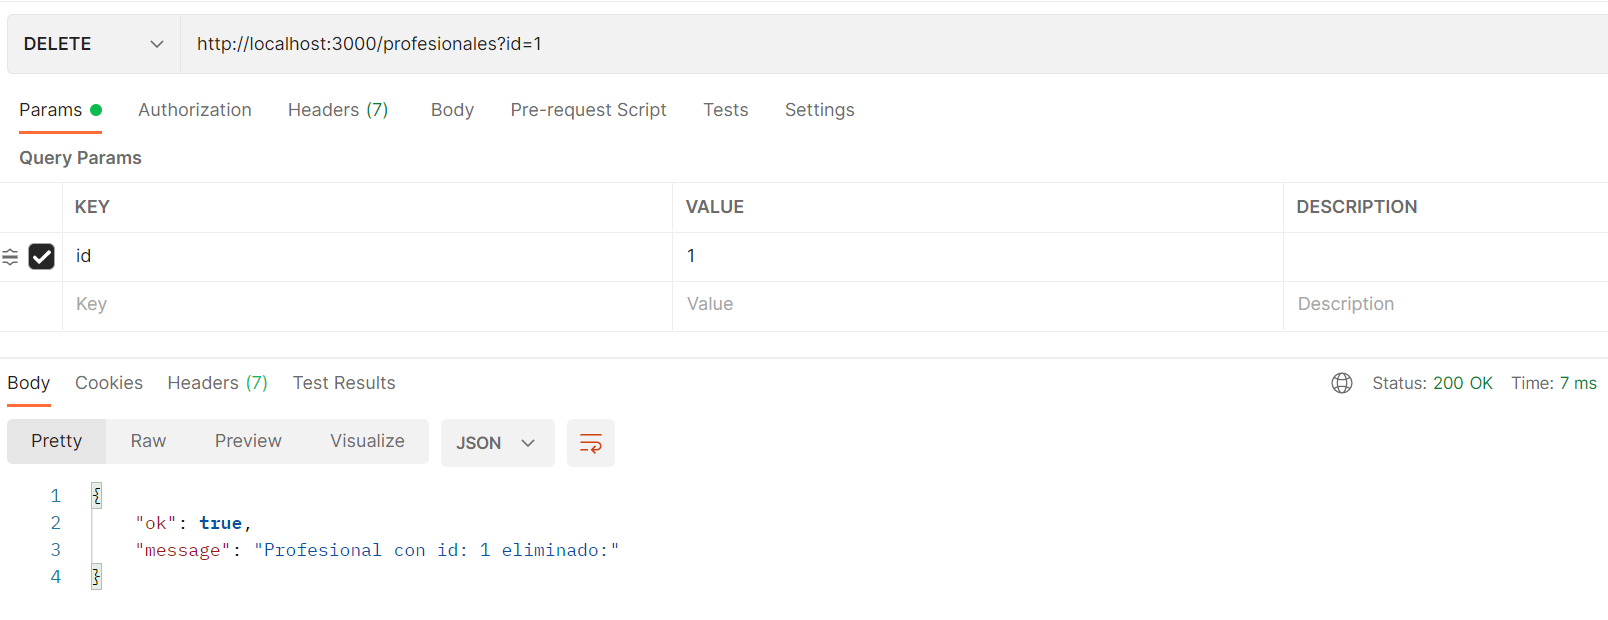 DELETE http://localhost:3000/profesionales?id=1
Params Authorization Headers (7) Body Pre-request Script Tests Settings
Query Params
KEY VALUE DESCRIPTION
id 1
Key Value Description
Body Cookies Headers (7) Test Results Status: 200 OK Time: 7 ms
Pretty Raw Preview Visualize JSON
1 {
2 "ok": true,
3 "message": "Profesional con id: 1 eliminado:"
4 }